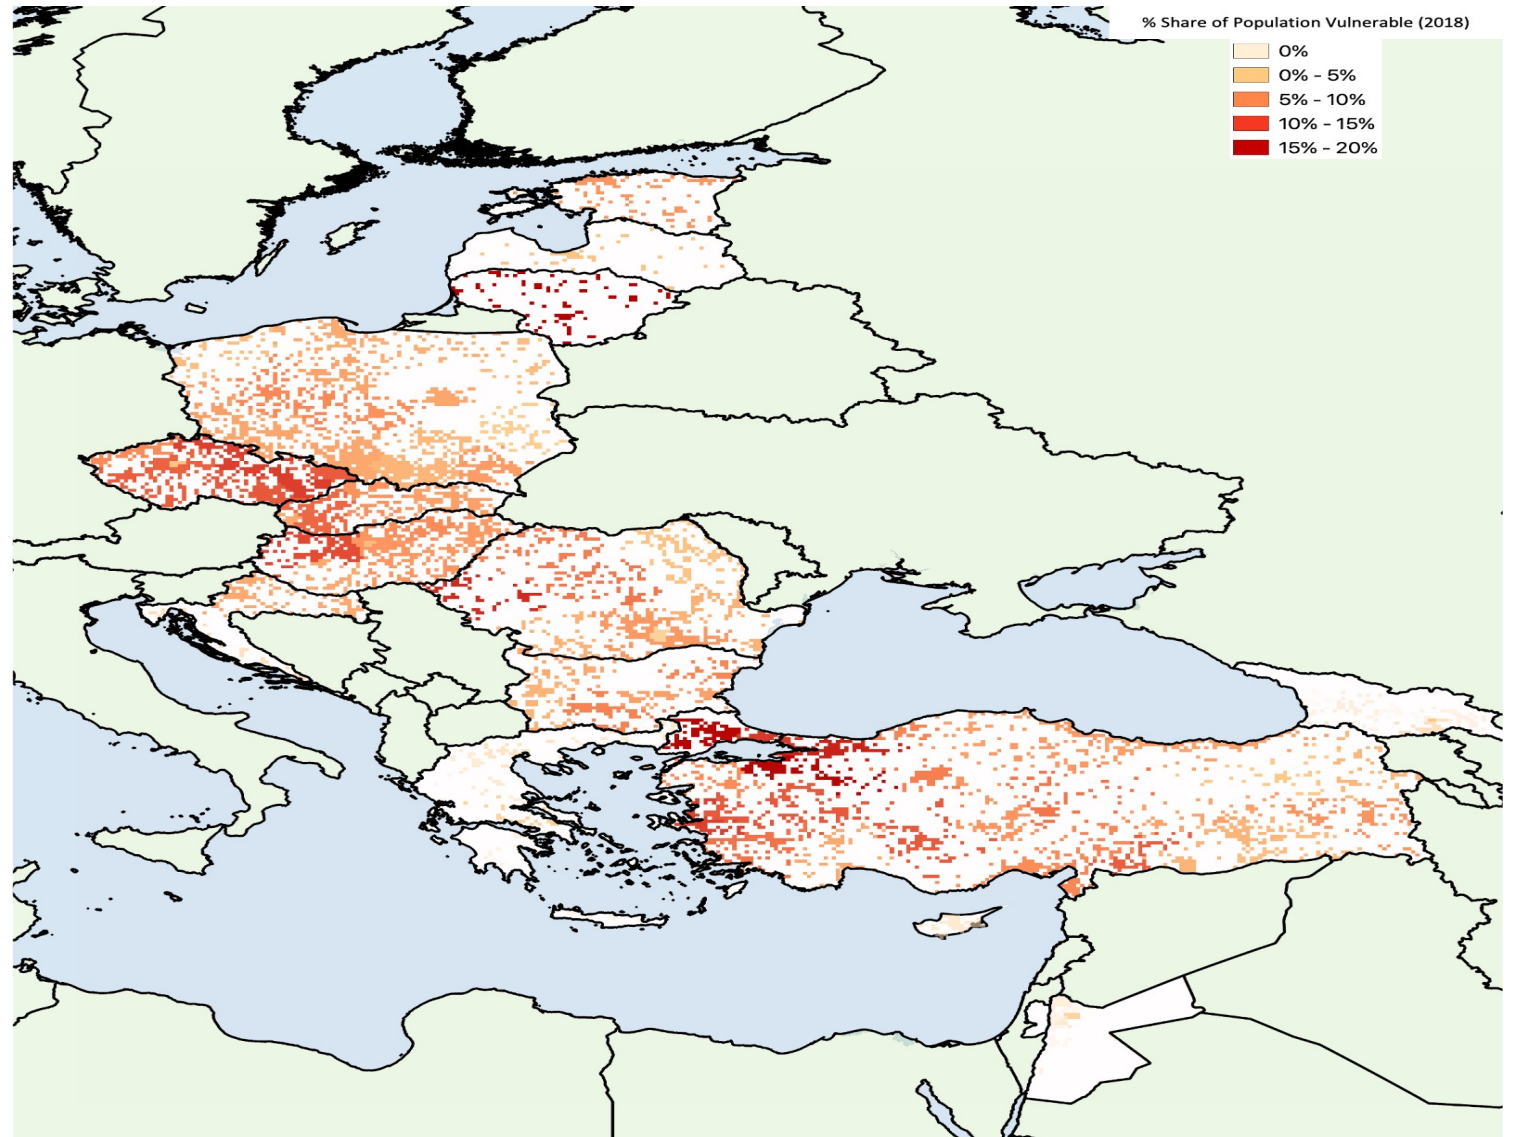 % Share of Population Vulnerable (2018)
0%
0% - 5%
5% - 10%
10% - 15%
15% - 20%